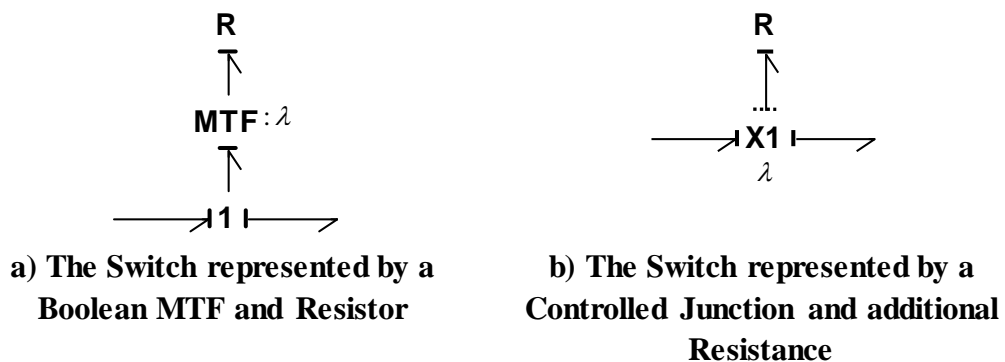 R
MTF : λ
1
a) The Switch represented by a
Boolean MTF and Resistor
R
X1
λ
b) The Switch represented by a
Controlled Junction and additional
Resistance